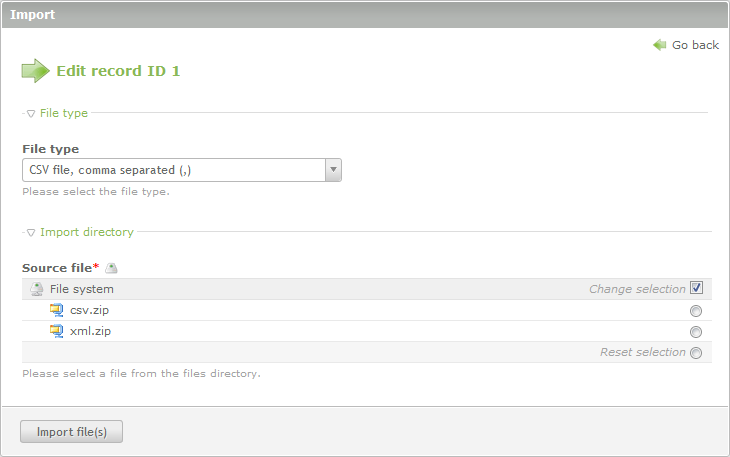 Import
Go back
Edit record ID 1
File type
File type
CSV file, comma separated (,)
Please select the file type.
Import directory
Source file*
File system
Change selection
csv.zip
xml.zip
Reset selection
Please select a file from the files directory.
Import file(s)